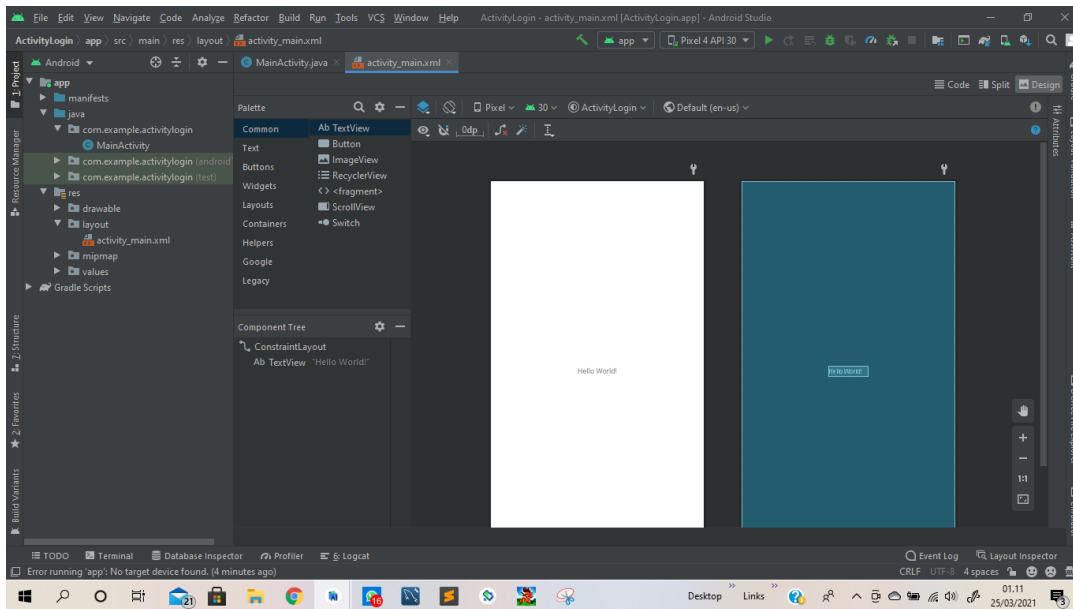 File Edit View Navigate Code Analyze Refactor Build Run Tools VCS Window Help ActivityLogin - activity_main.xml [ActivityLogin.app] - Android Studio
ActivityLogin app src main res layout activity_main.xml app Pixel 4 API 30
1: Project
Android
MainActivity.java
activity_main.xml
app
manifests
java
com.example.activitylogin
MainActivity
com.example.activitylogin (android
com.example.activitylogin (test)
res
drawable
layout
activity_main.xml
mipmap
values
Gradle Scripts
Resource Manager
Z: Structure
2: Favorites
Build Variants
Code Split Design
Palette
Common
Text
Buttons
Widgets
Layouts
Containers
Helpers
Google
Legacy
Ab TextView
Button
ImageView
RecyclerView
<fragment>
ScrollView
Switch
Pixel 30 ActivityLogin Default (en-us)
0dp
Attributes
Component Tree
ConstraintLayout
Ab TextView "Hello World!"
Hello World!
Hello World!
1:1
TODO Terminal Database Inspector Profiler 6: Logcat Event Log Layout Inspector
Error running 'app': No target device found. (4 minutes ago) CRLF UTF-8 4 spaces
21
16
Desktop Links
01.11
25/03/2021
3